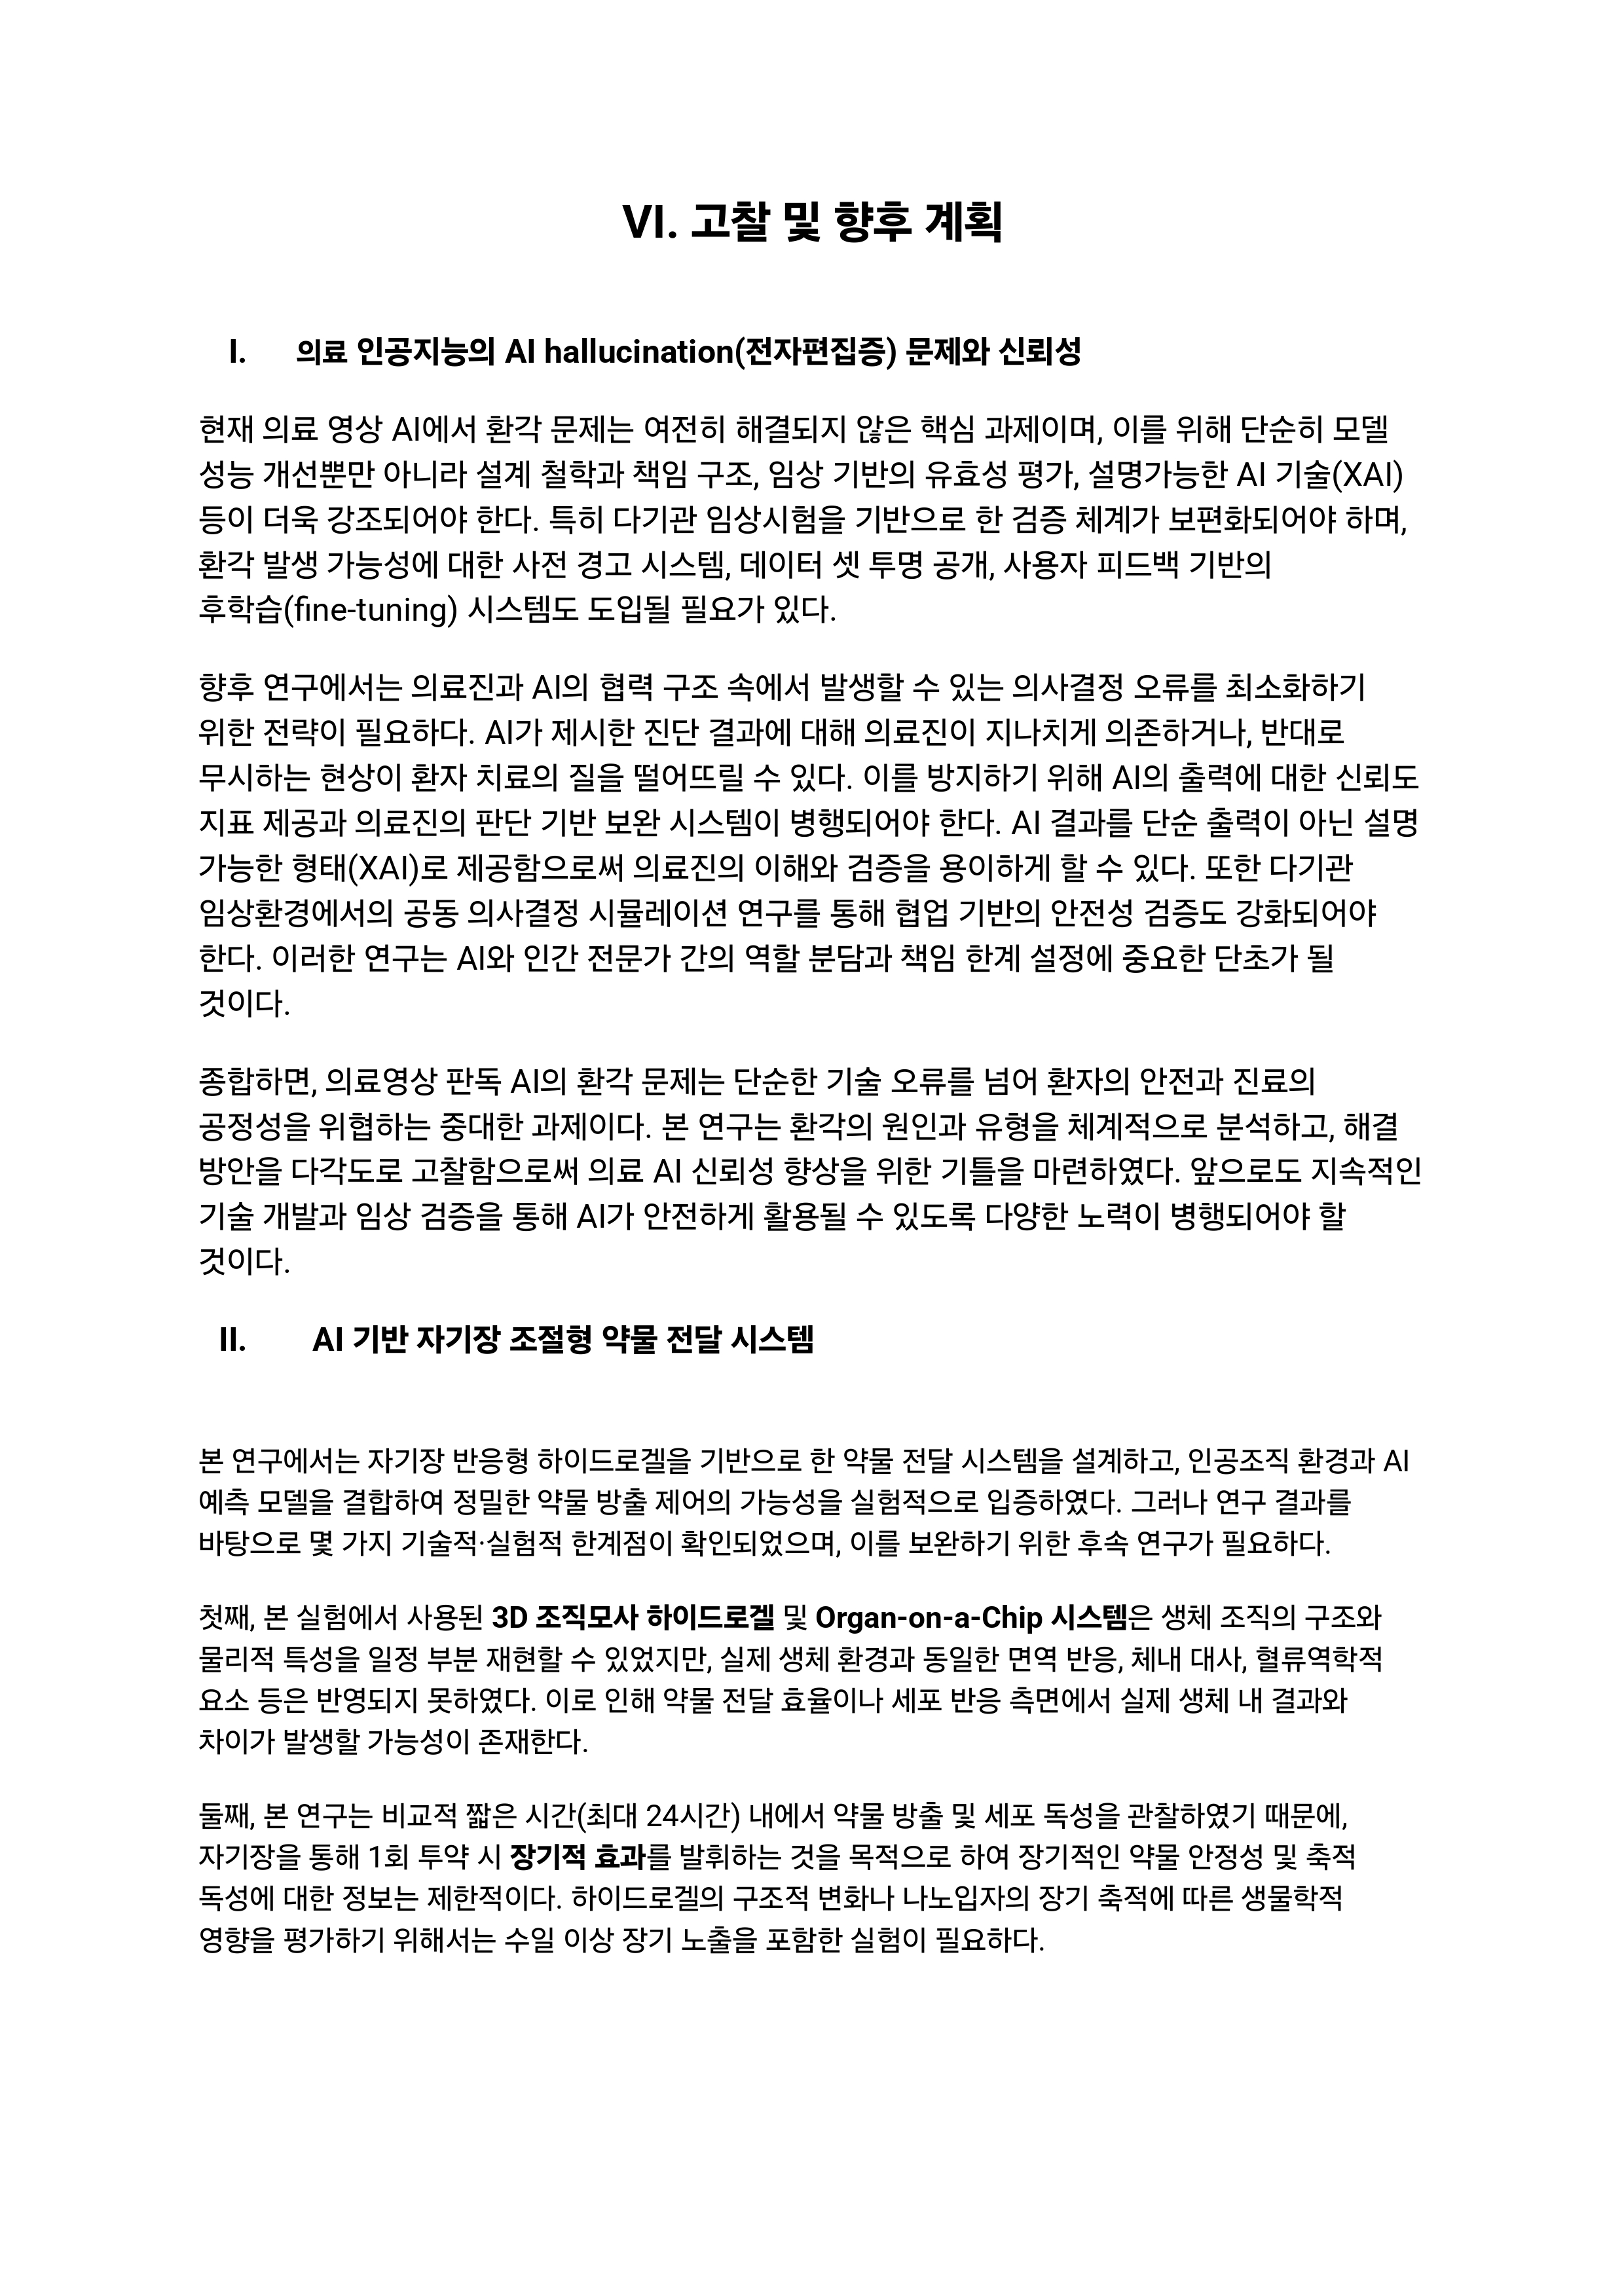 VI. 고찰 및 향후 계획
I. 의료 인공지능의 AI hallucination(전자편집증) 문제와 신뢰성
현재 의료 영상 AI에서 환각 문제는 여전히 해결되지 않은 핵심 과제이며, 이를 위해 단순히 모델
성능 개선뿐만 아니라 설계 철학과 책임 구조, 임상 기반의 유효성 평가, 설명가능한 AI 기술(XAI)
등이 더욱 강조되어야 한다. 특히 다기관 임상시험을 기반으로 한 검증 체계가 보편화되어야 하며,
환각 발생 가능성에 대한 사전 경고 시스템, 데이터 셋 투명 공개, 사용자 피드백 기반의
후학습(fine-tuning) 시스템도 도입될 필요가 있다.
향후 연구에서는 의료진과 AI의 협력 구조 속에서 발생할 수 있는 의사결정 오류를 최소화하기
위한 전략이 필요하다. AI가 제시한 진단 결과에 대해 의료진이 지나치게 의존하거나, 반대로
무시하는 현상이 환자 치료의 질을 떨어뜨릴 수 있다. 이를 방지하기 위해 AI의 출력에 대한 신뢰도
지표 제공과 의료진의 판단 기반 보완 시스템이 병행되어야 한다. AI 결과를 단순 출력이 아닌 설명
가능한 형태(XAI)로 제공함으로써 의료진의 이해와 검증을 용이하게 할 수 있다. 또한 다기관
임상환경에서의 공동 의사결정 시뮬레이션 연구를 통해 협업 기반의 안전성 검증도 강화되어야
한다. 이러한 연구는 AI와 인간 전문가 간의 역할 분담과 책임 한계 설정에 중요한 단초가 될
것이다.
종합하면, 의료영상 판독 AI의 환각 문제는 단순한 기술 오류를 넘어 환자의 안전과 진료의
공정성을 위협하는 중대한 과제이다. 본 연구는 환각의 원인과 유형을 체계적으로 분석하고, 해결
방안을 다각도로 고찰함으로써 의료 AI 신뢰성 향상을 위한 기틀을 마련하였다. 앞으로도 지속적인
기술 개발과 임상 검증을 통해 AI가 안전하게 활용될 수 있도록 다양한 노력이 병행되어야 할
것이다.
II. AI 기반 자기장 조절형 약물 전달 시스템
본 연구에서는 자기장 반응형 하이드로겔을 기반으로 한 약물 전달 시스템을 설계하고, 인공조직 환경과 AI
예측 모델을 결합하여 정밀한 약물 방출 제어의 가능성을 실험적으로 입증하였다. 그러나 연구 결과를
바탕으로 몇 가지 기술적·실험적 한계점이 확인되었으며, 이를 보완하기 위한 후속 연구가 필요하다.
첫째, 본 실험에서 사용된 3D 조직모사 하이드로겔 및 Organ-on-a-Chip 시스템은 생체 조직의 구조와
물리적 특성을 일정 부분 재현할 수 있었지만, 실제 생체 환경과 동일한 면역 반응, 체내 대사, 혈류역학적
요소 등은 반영되지 못하였다. 이로 인해 약물 전달 효율이나 세포 반응 측면에서 실제 생체 내 결과와
차이가 발생할 가능성이 존재한다.
둘째, 본 연구는 비교적 짧은 시간(최대 24시간) 내에서 약물 방출 및 세포 독성을 관찰하였기 때문에,
자기장을 통해 1회 투약 시 장기적 효과를 발휘하는 것을 목적으로 하여 장기적인 약물 안정성 및 축적
독성에 대한 정보는 제한적이다. 하이드로겔의 구조적 변화나 나노입자의 장기 축적에 따른 생물학적
영향을 평가하기 위해서는 수일 이상 장기 노출을 포함한 실험이 필요하다.